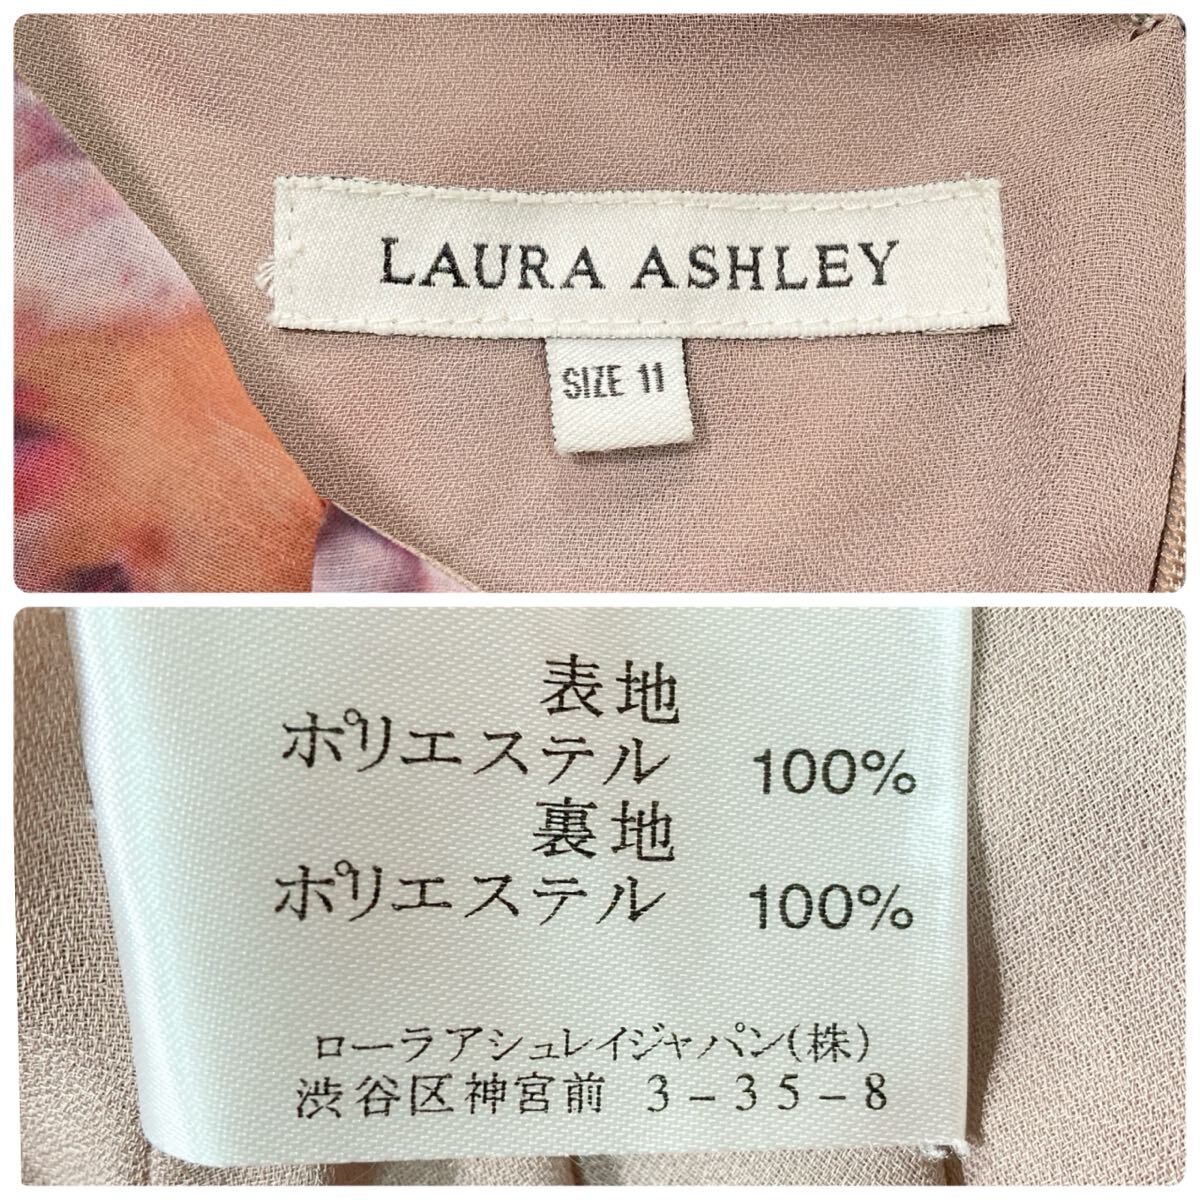 LAURA ASHLEY
SIZE 11
表地
ポリエステル 100%
裏地
ポリエステル 100%
ローラアシュレイジャパン(株)
渋谷区神宮前 3-35-8